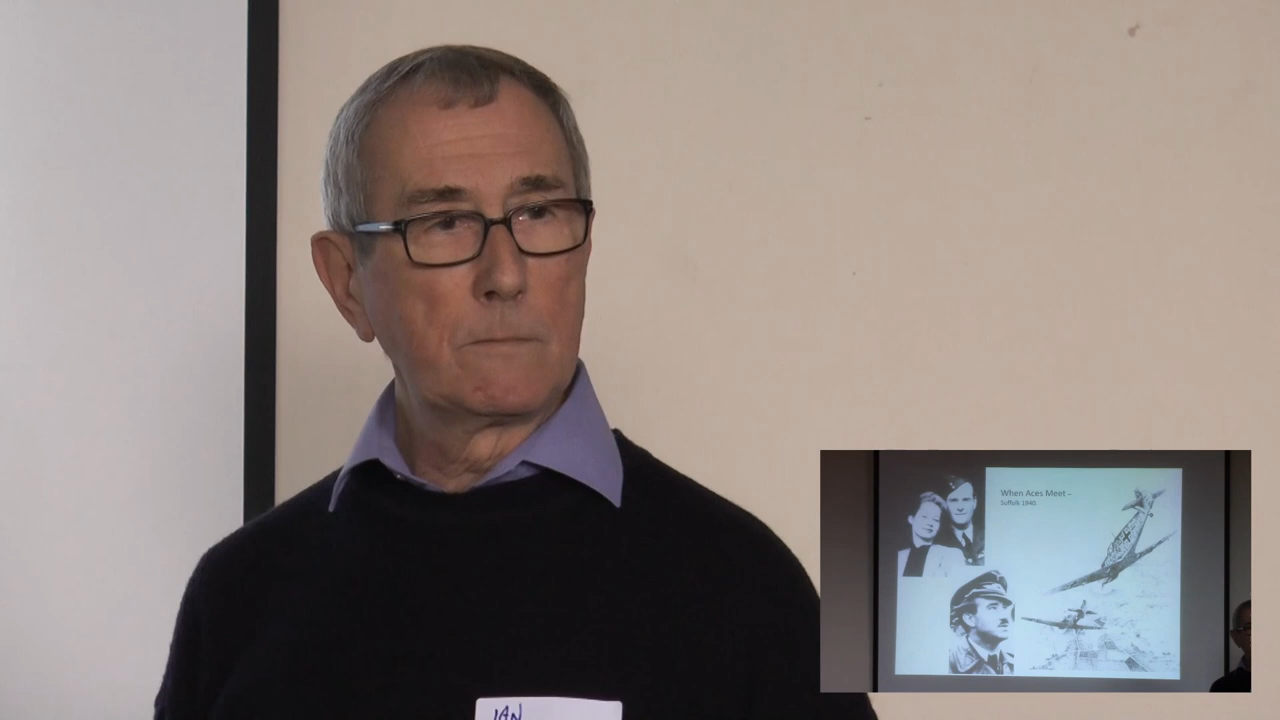 IAN
When Aces Meet –
Suffolk 1940